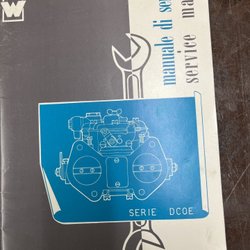 W
manuale di se
service ma
SERIE DCOE